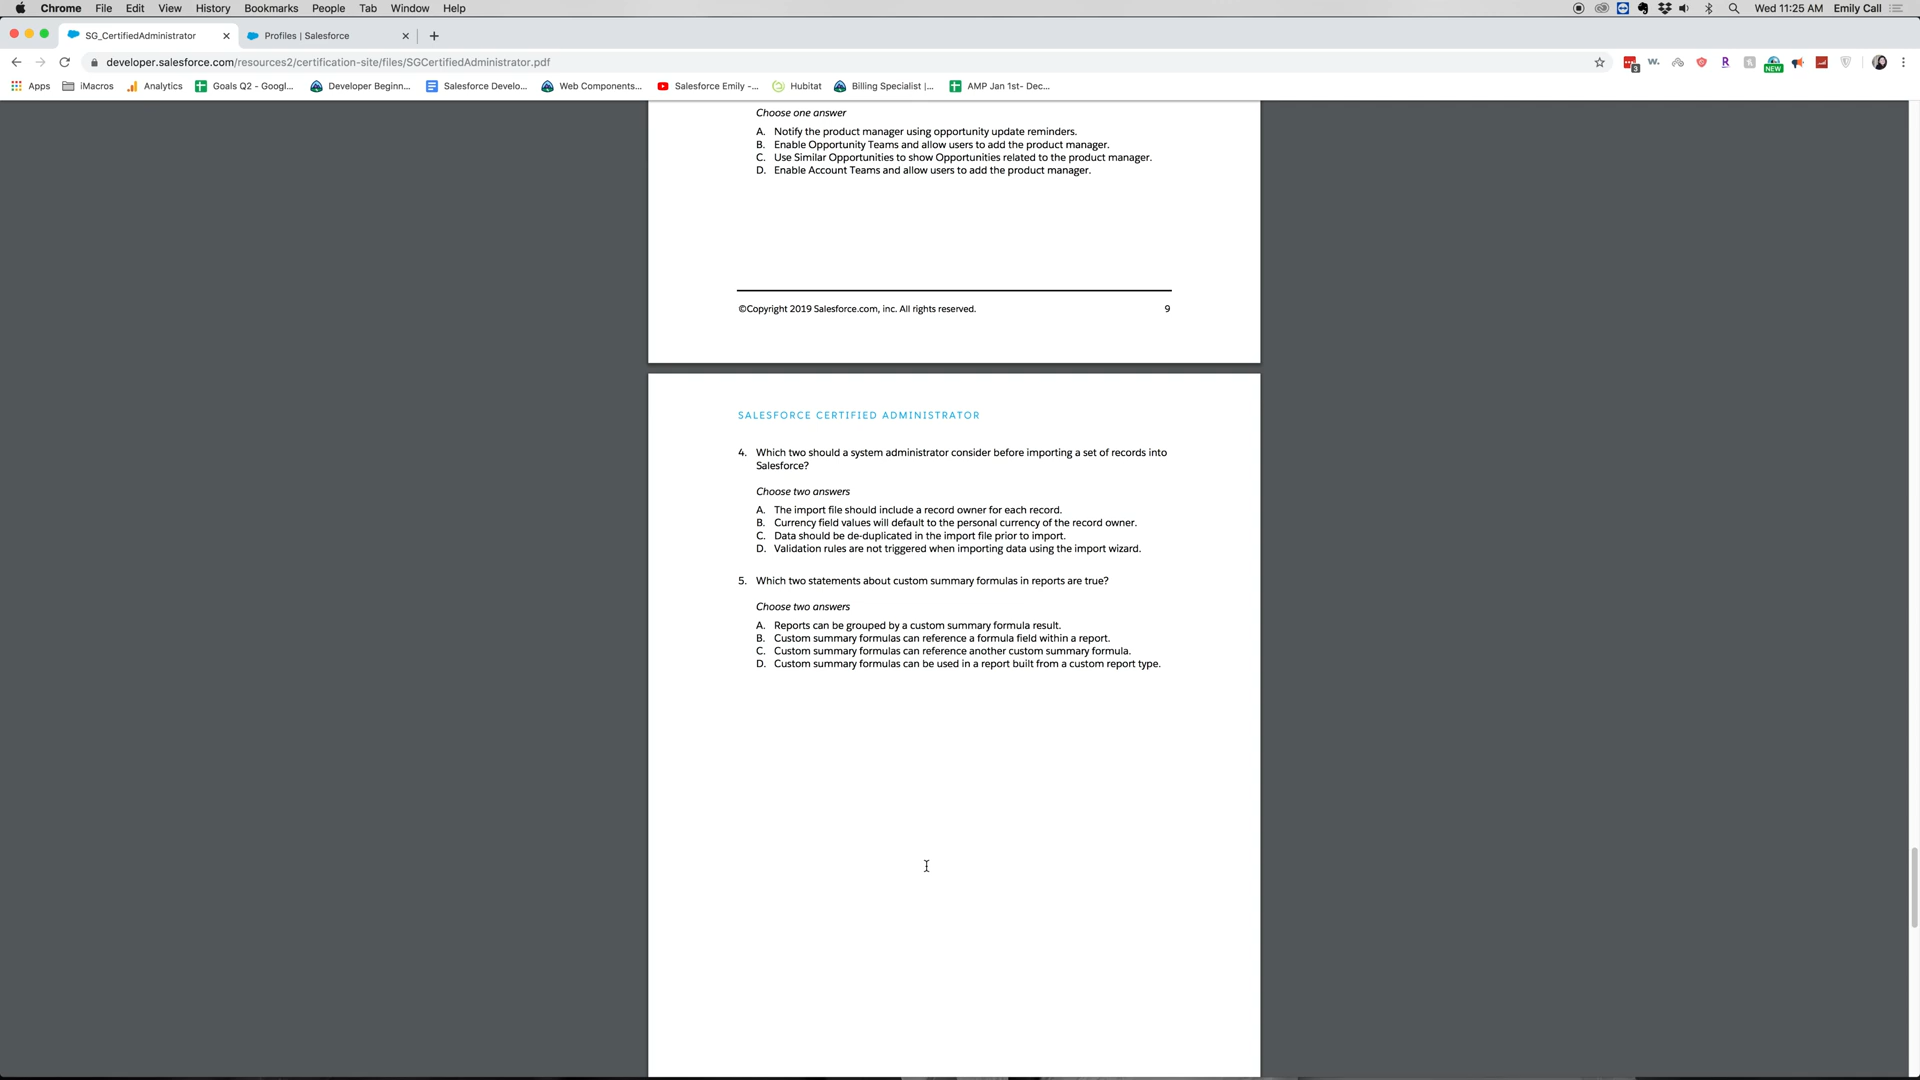 Chrome File Edit View History Bookmarks People Tab Window Help Wed 11:25 AM Emily Call
SG_CertifiedAdministrator Profiles | Salesforce
developer.salesforce.com/resources2/certification-site/files/SGCertifiedAdministrator.pdf
Apps iMacros Analytics Goals Q2 - Googl... Developer Beginn... Salesforce Develo... Web Components... Salesforce Emily -... Hubitat Billing Specialist |... AMP Jan 1st- Dec...
Choose one answer
A. Notify the product manager using opportunity update reminders.
B. Enable Opportunity Teams and allow users to add the product manager.
C. Use Similar Opportunities to show Opportunities related to the product manager.
D. Enable Account Teams and allow users to add the product manager.
©Copyright 2019 Salesforce.com, inc. All rights reserved. 9
SALESFORCE CERTIFIED ADMINISTRATOR
4. Which two should a system administrator consider before importing a set of records into
Salesforce?
Choose two answers
A. The import file should include a record owner for each record.
B. Currency field values will default to the personal currency of the record owner.
C. Data should be de-duplicated in the import file prior to import.
D. Validation rules are not triggered when importing data using the import wizard.
5. Which two statements about custom summary formulas in reports are true?
Choose two answers
A. Reports can be grouped by a custom summary formula result.
B. Custom summary formulas can reference a formula field within a report.
C. Custom summary formulas can reference another custom summary formula.
D. Custom summary formulas can be used in a report built from a custom report type.